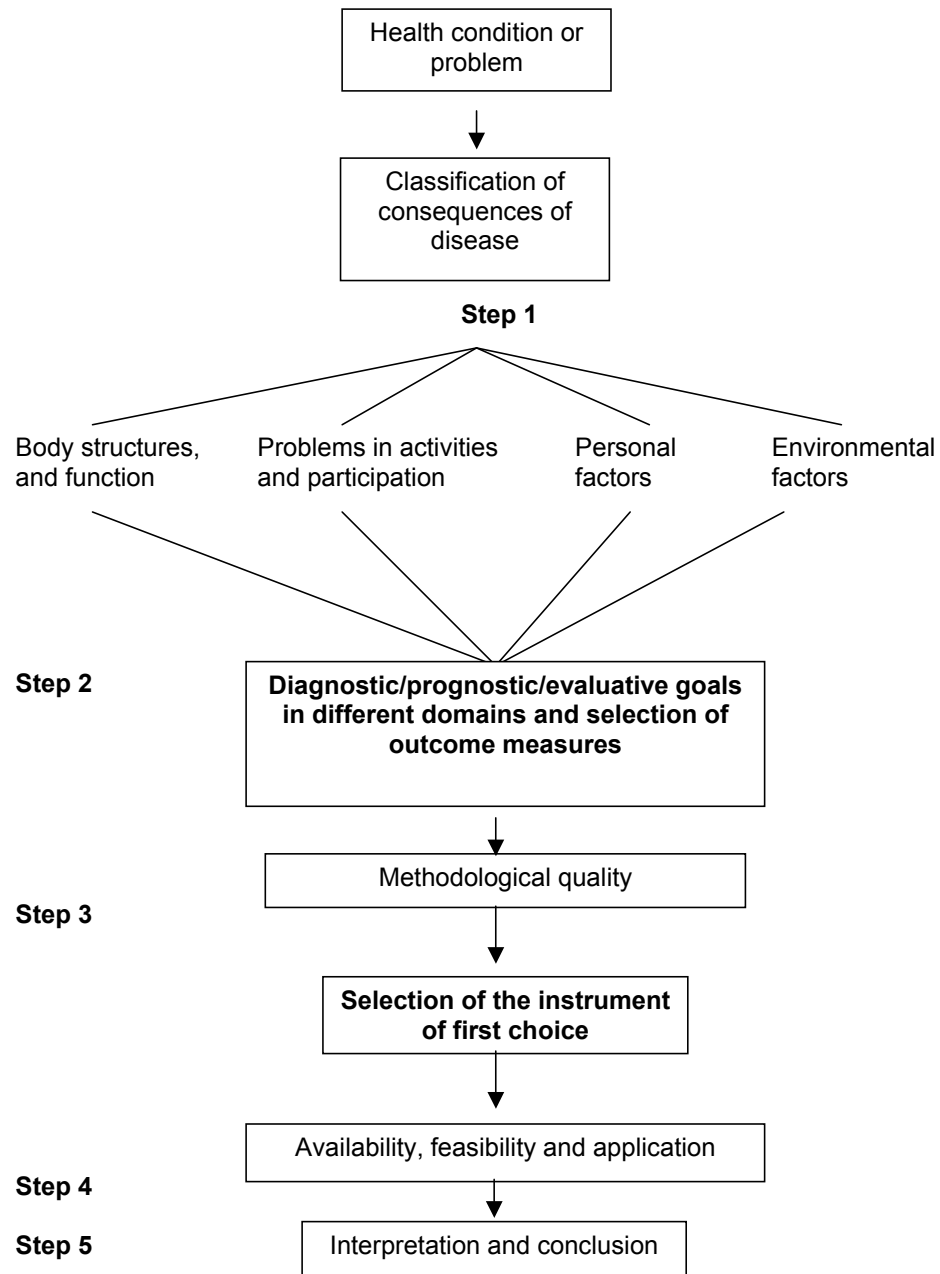 Health condition or
problem
Classification of
consequences of
disease
Step 1
Body structures,
and function
Problems in activities
and participation
Personal
factors
Environmental
factors
Step 2
Diagnostic/prognostic/evaluative goals
in different domains and selection of
outcome measures
Methodological quality
Step 3
Selection of the instrument
of first choice
Availability, feasibility and application
Step 4
Step 5
Interpretation and conclusion